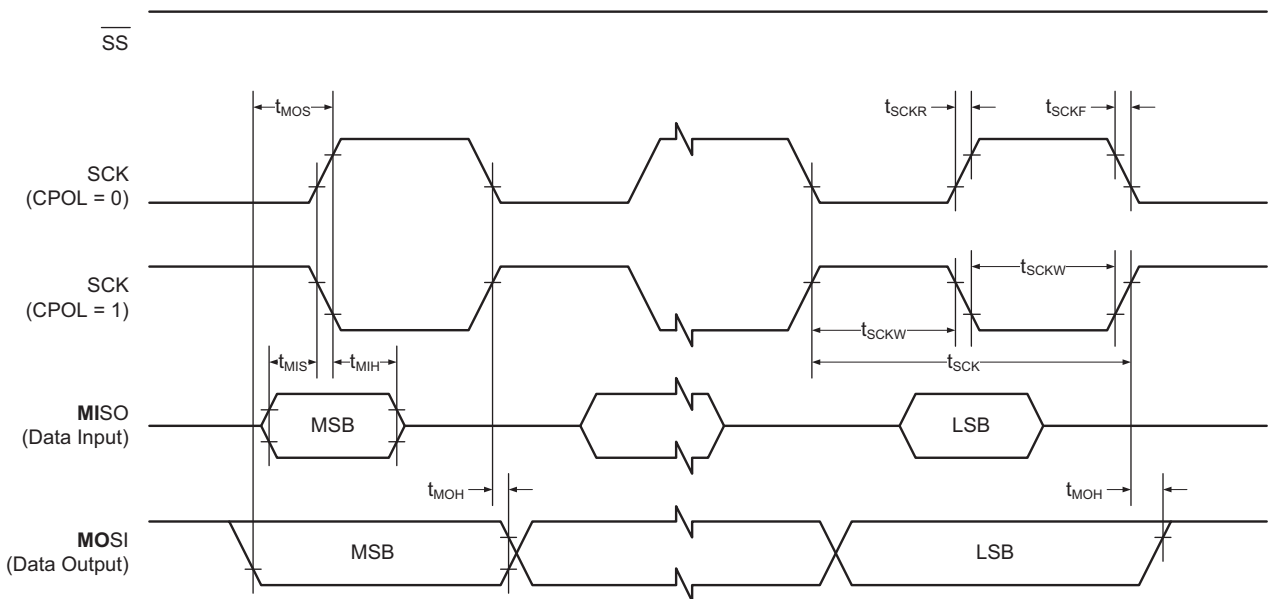 SS
tMOS
tSCKR
tSCKF
SCK
(CPOL = 0)
SCK
(CPOL = 1)
tSCKW
tSCKW
tMIS
tMIH
tSCK
MISO
(Data Input)
MSB
LSB
tMOH
tMOH
MOSI
(Data Output)
MSB
LSB